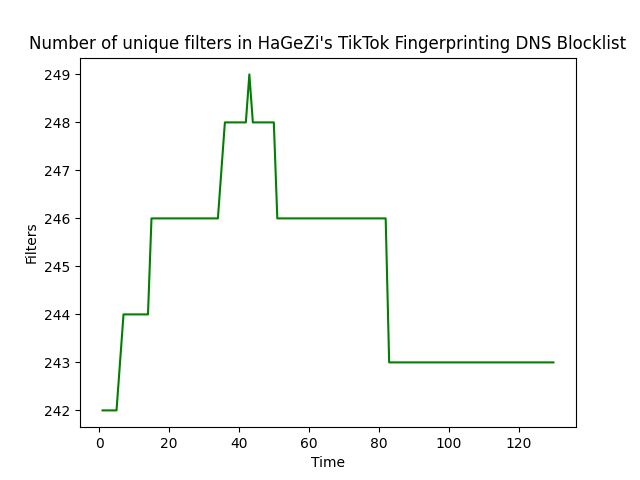 Number of unique filters in HaGeZi's TikTok Fingerprinting DNS Blocklist
249
248
247
246
245
244
243
242
Filters
0 20 40 60 80 100 120
Time